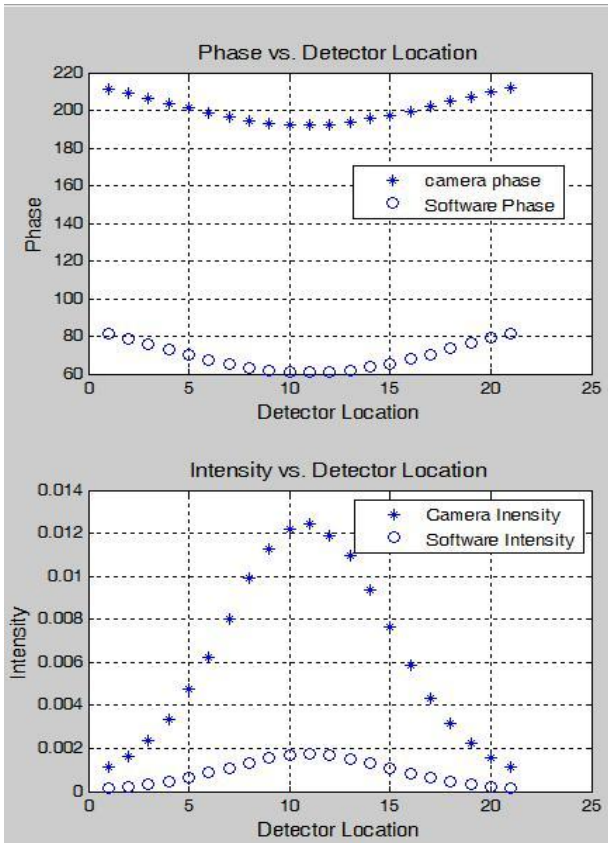 Phase vs. Detector Location
220
200
180
160
140
120
100
80
60
Phase
camera phase
Software Phase
0 5 10 15 20 25
Detector Location
Intensity vs. Detector Location
0.014
0.012
0.01
0.008
0.006
0.004
0.002
0
Intensity
Camera Inensity
Software Intensity
0 5 10 15 20 25
Detector Location